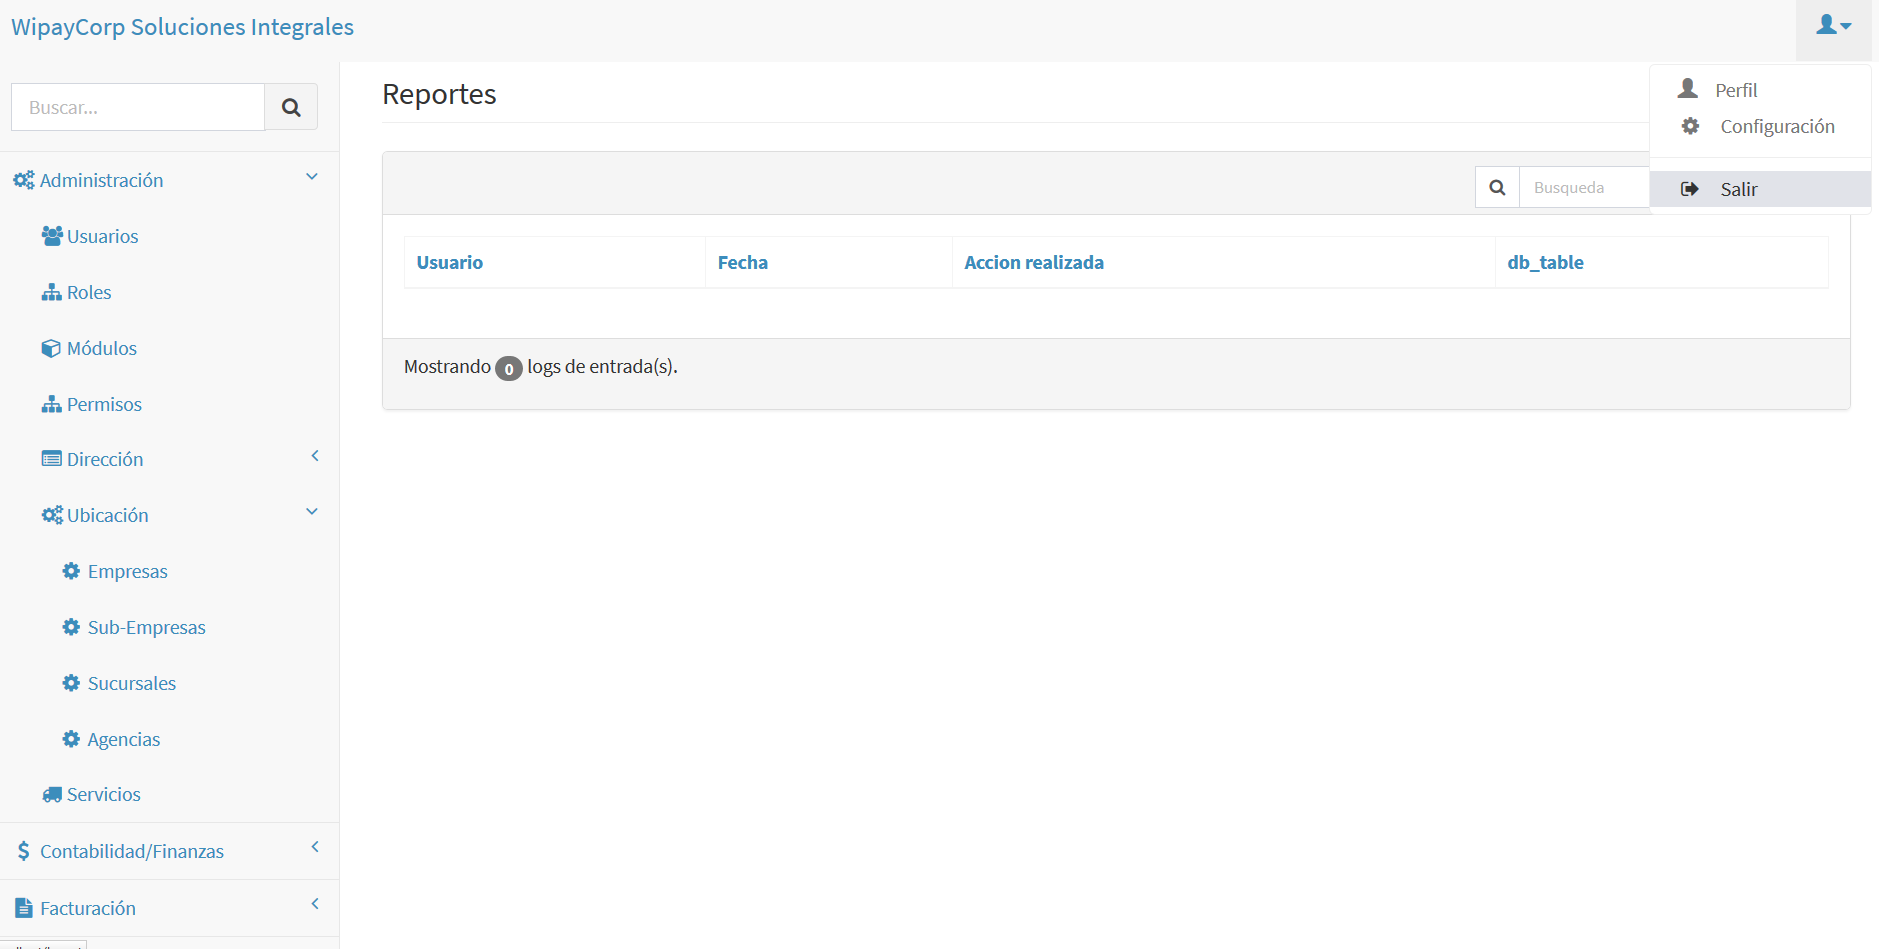 WipayCorp Soluciones Integrales
Buscar...
Administración
Usuarios
Roles
Módulos
Permisos
Dirección
Ubicación
Empresas
Sub-Empresas
Sucursales
Agencias
Servicios
Contabilidad/Finanzas
Facturación
Reportes
Perfil
Configuración
Salir
Busqueda
Usuario Fecha Accion realizada db_table
Mostrando 0 logs de entrada(s).